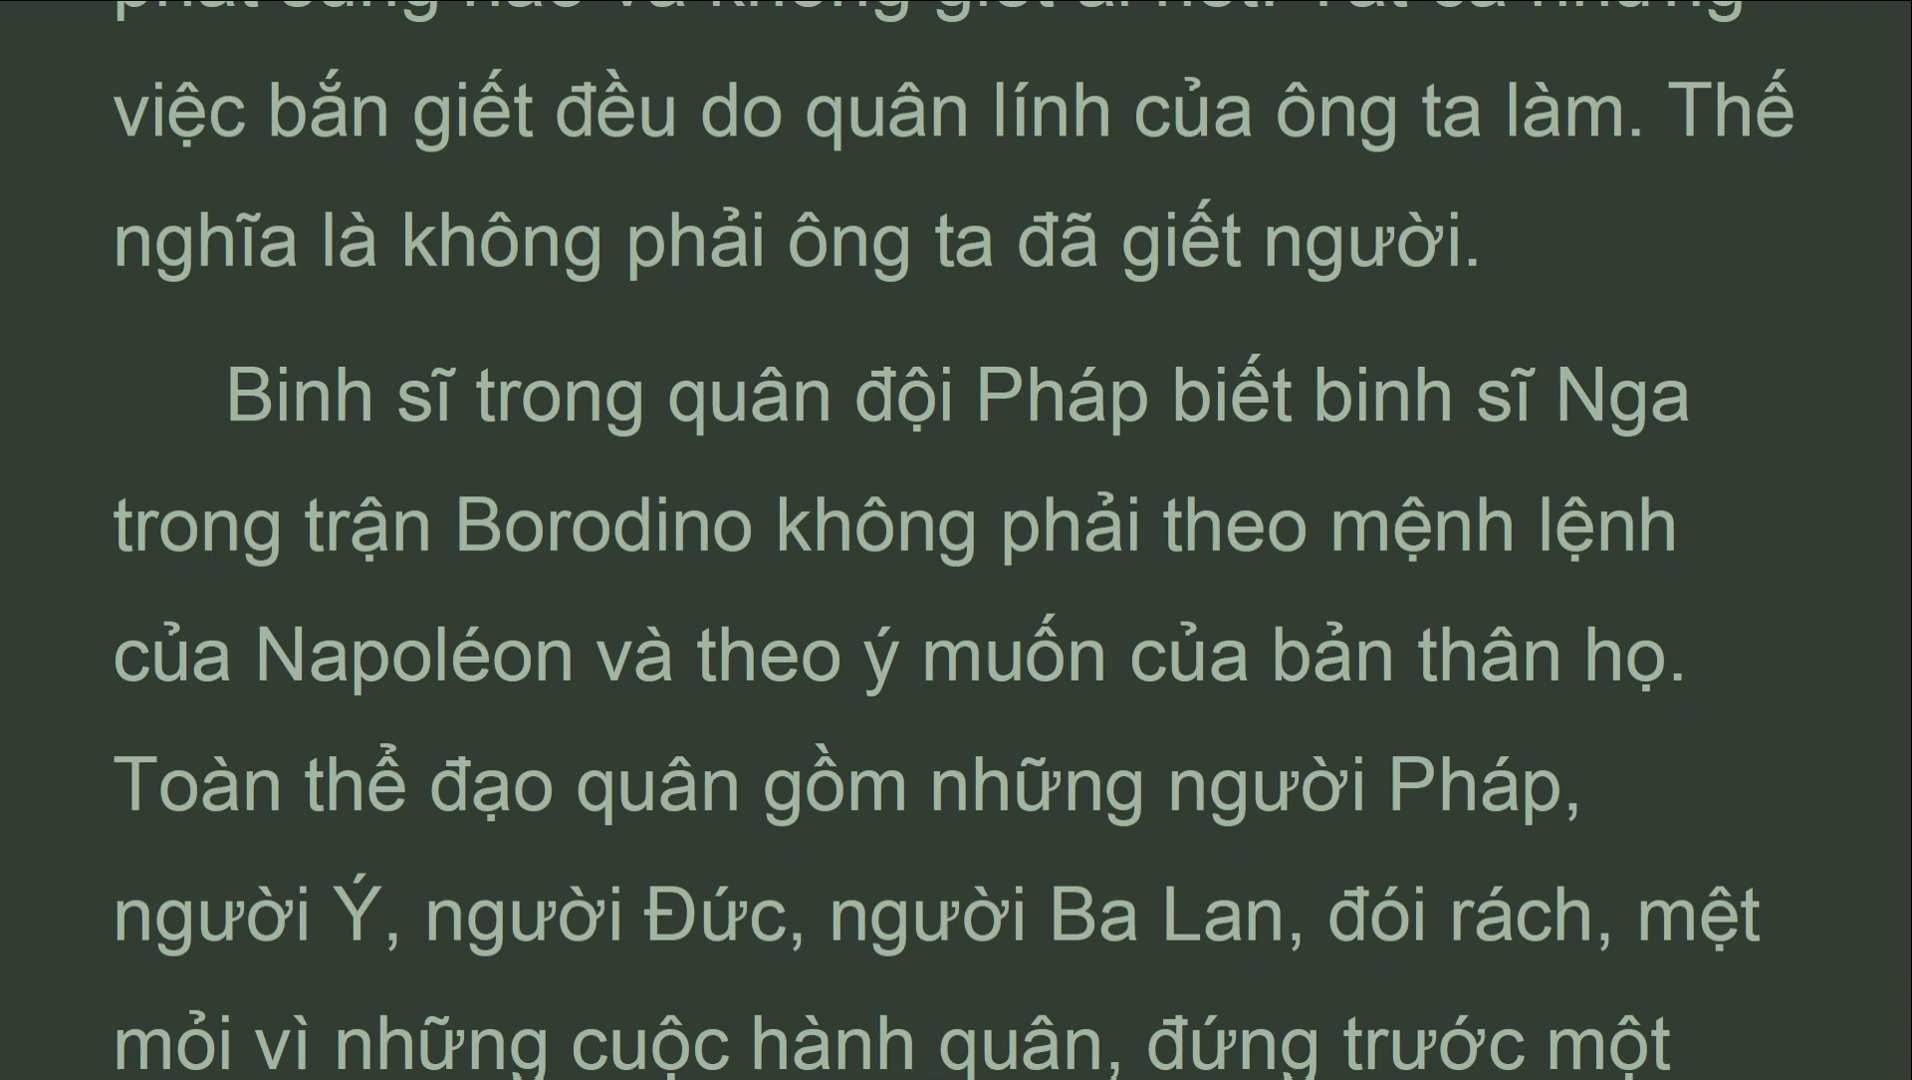 việc bắn giết đều do quân lính của ông ta làm. Thế
nghĩa là không phải ông ta đã giết người.
Binh sĩ trong quân đội Pháp biết binh sĩ Nga
trong trận Borodino không phải theo mệnh lệnh
của Napoléon và theo ý muốn của bản thân họ.
Toàn thể đạo quân gồm những người Pháp,
người Ý, người Đức, người Ba Lan, đói rách, mệt
mỏi vì những cuộc hành quân, đứng trước một